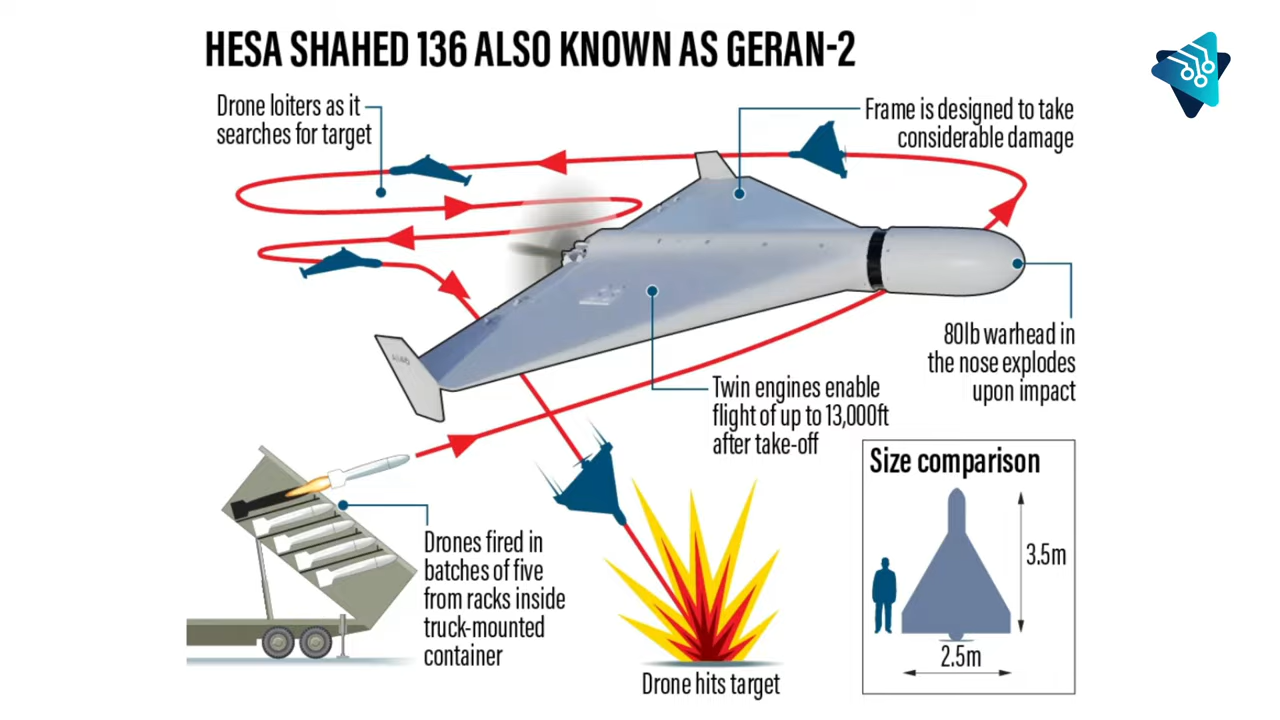 HESA SHAHED 136 ALSO KNOWN AS GERAN-2
Drone loiters as it
searches for target
Frame is designed to take
considerable damage
80lb warhead in
the nose explodes
upon impact
Twin engines enable
flight of up to 13,000ft
after take-off
Drones fired in
batches of five
from racks inside
truck-mounted
container
Drone hits target
Size comparison
3.5m
2.5m